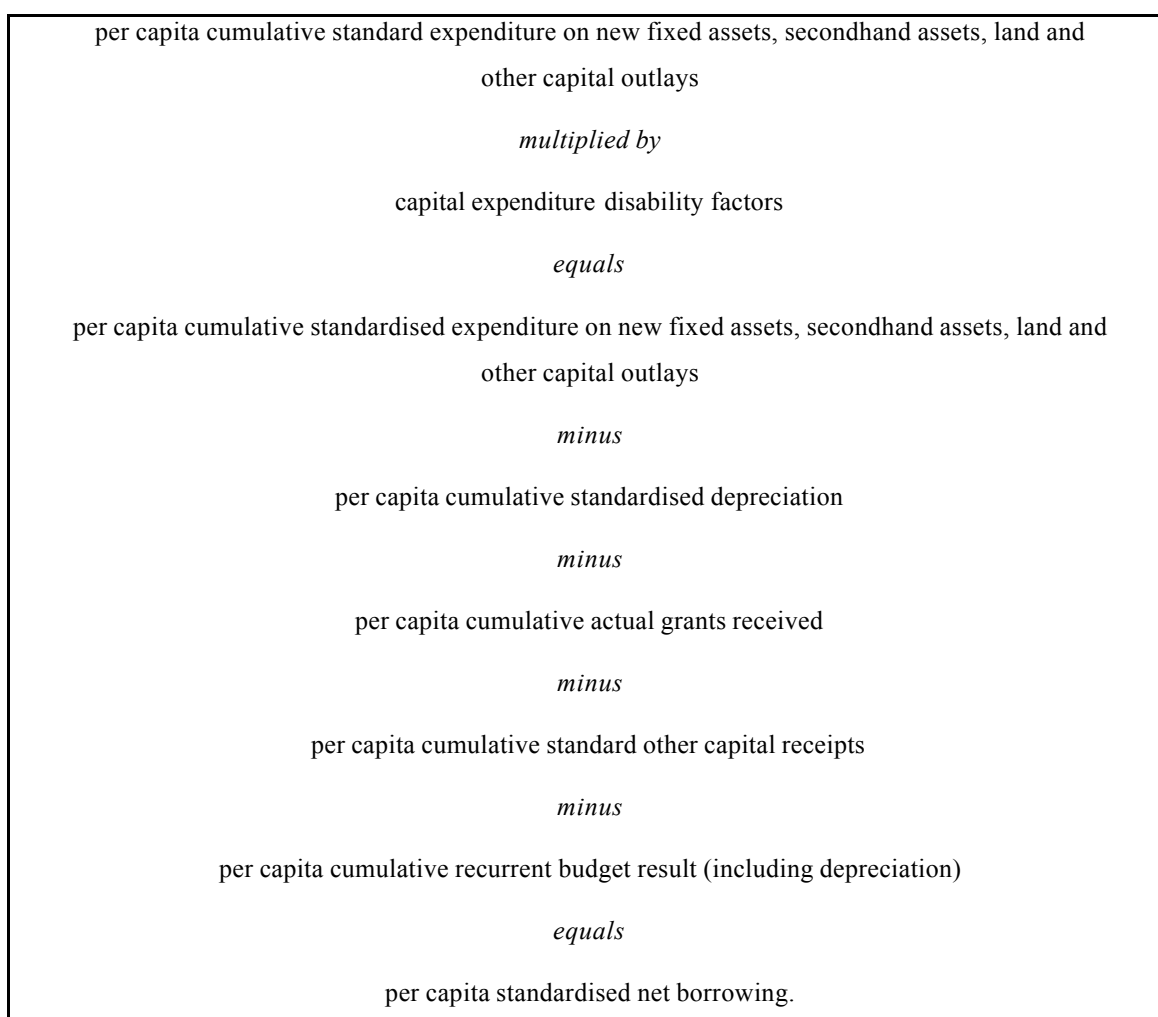 per capita cumulative standard expenditure on new fixed assets, secondhand assets, land and
other capital outlays
multiplied by
capital expenditure disability factors
equals
per capita cumulative standardised expenditure on new fixed assets, secondhand assets, land and
other capital outlays
minus
per capita cumulative standardised depreciation
minus
per capita cumulative actual grants received
minus
per capita cumulative standard other capital receipts
minus
per capita cumulative recurrent budget result (including depreciation)
equals
per capita standardised net borrowing.